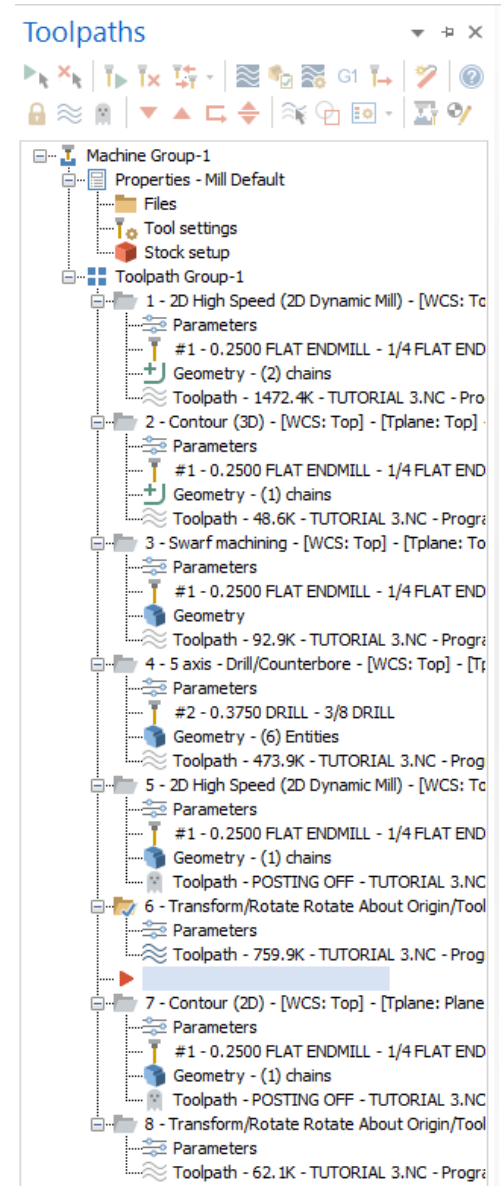 Toolpaths
G1
Machine Group-1
Properties - Mill Default
Files
Tool settings
Stock setup
Toolpath Group-1
1 - 2D High Speed (2D Dynamic Mill) - [WCS: To
Parameters
#1 - 0.2500 FLAT ENDMILL - 1/4 FLAT END
Geometry - (2) chains
Toolpath - 1472.4K - TUTORIAL 3.NC - Pro
2 - Contour (3D) - [WCS: Top] - [Tplane: Top] -
Parameters
#1 - 0.2500 FLAT ENDMILL - 1/4 FLAT END
Geometry - (1) chains
Toolpath - 48.6K - TUTORIAL 3.NC - Progra
3 - Swarf machining - [WCS: Top] - [Tplane: To
Parameters
#1 - 0.2500 FLAT ENDMILL - 1/4 FLAT END
Geometry
Toolpath - 92.9K - TUTORIAL 3.NC - Progra
4 - 5 axis - Drill/Counterbore - [WCS: Top] - [Tp
Parameters
#2 - 0.3750 DRILL - 3/8 DRILL
Geometry - (6) Entities
Toolpath - 473.9K - TUTORIAL 3.NC - Prog
5 - 2D High Speed (2D Dynamic Mill) - [WCS: To
Parameters
#1 - 0.2500 FLAT ENDMILL - 1/4 FLAT END
Geometry - (1) chains
Toolpath - POSTING OFF - TUTORIAL 3.NC
6 - Transform/Rotate Rotate About Origin/Tool
Parameters
Toolpath - 759.9K - TUTORIAL 3.NC - Prog
7 - Contour (2D) - [WCS: Top] - [Tplane: Plane
Parameters
#1 - 0.2500 FLAT ENDMILL - 1/4 FLAT END
Geometry - (1) chains
Toolpath - POSTING OFF - TUTORIAL 3.NC
8 - Transform/Rotate Rotate About Origin/Tool
Parameters
Toolpath - 62.1K - TUTORIAL 3.NC - Progra